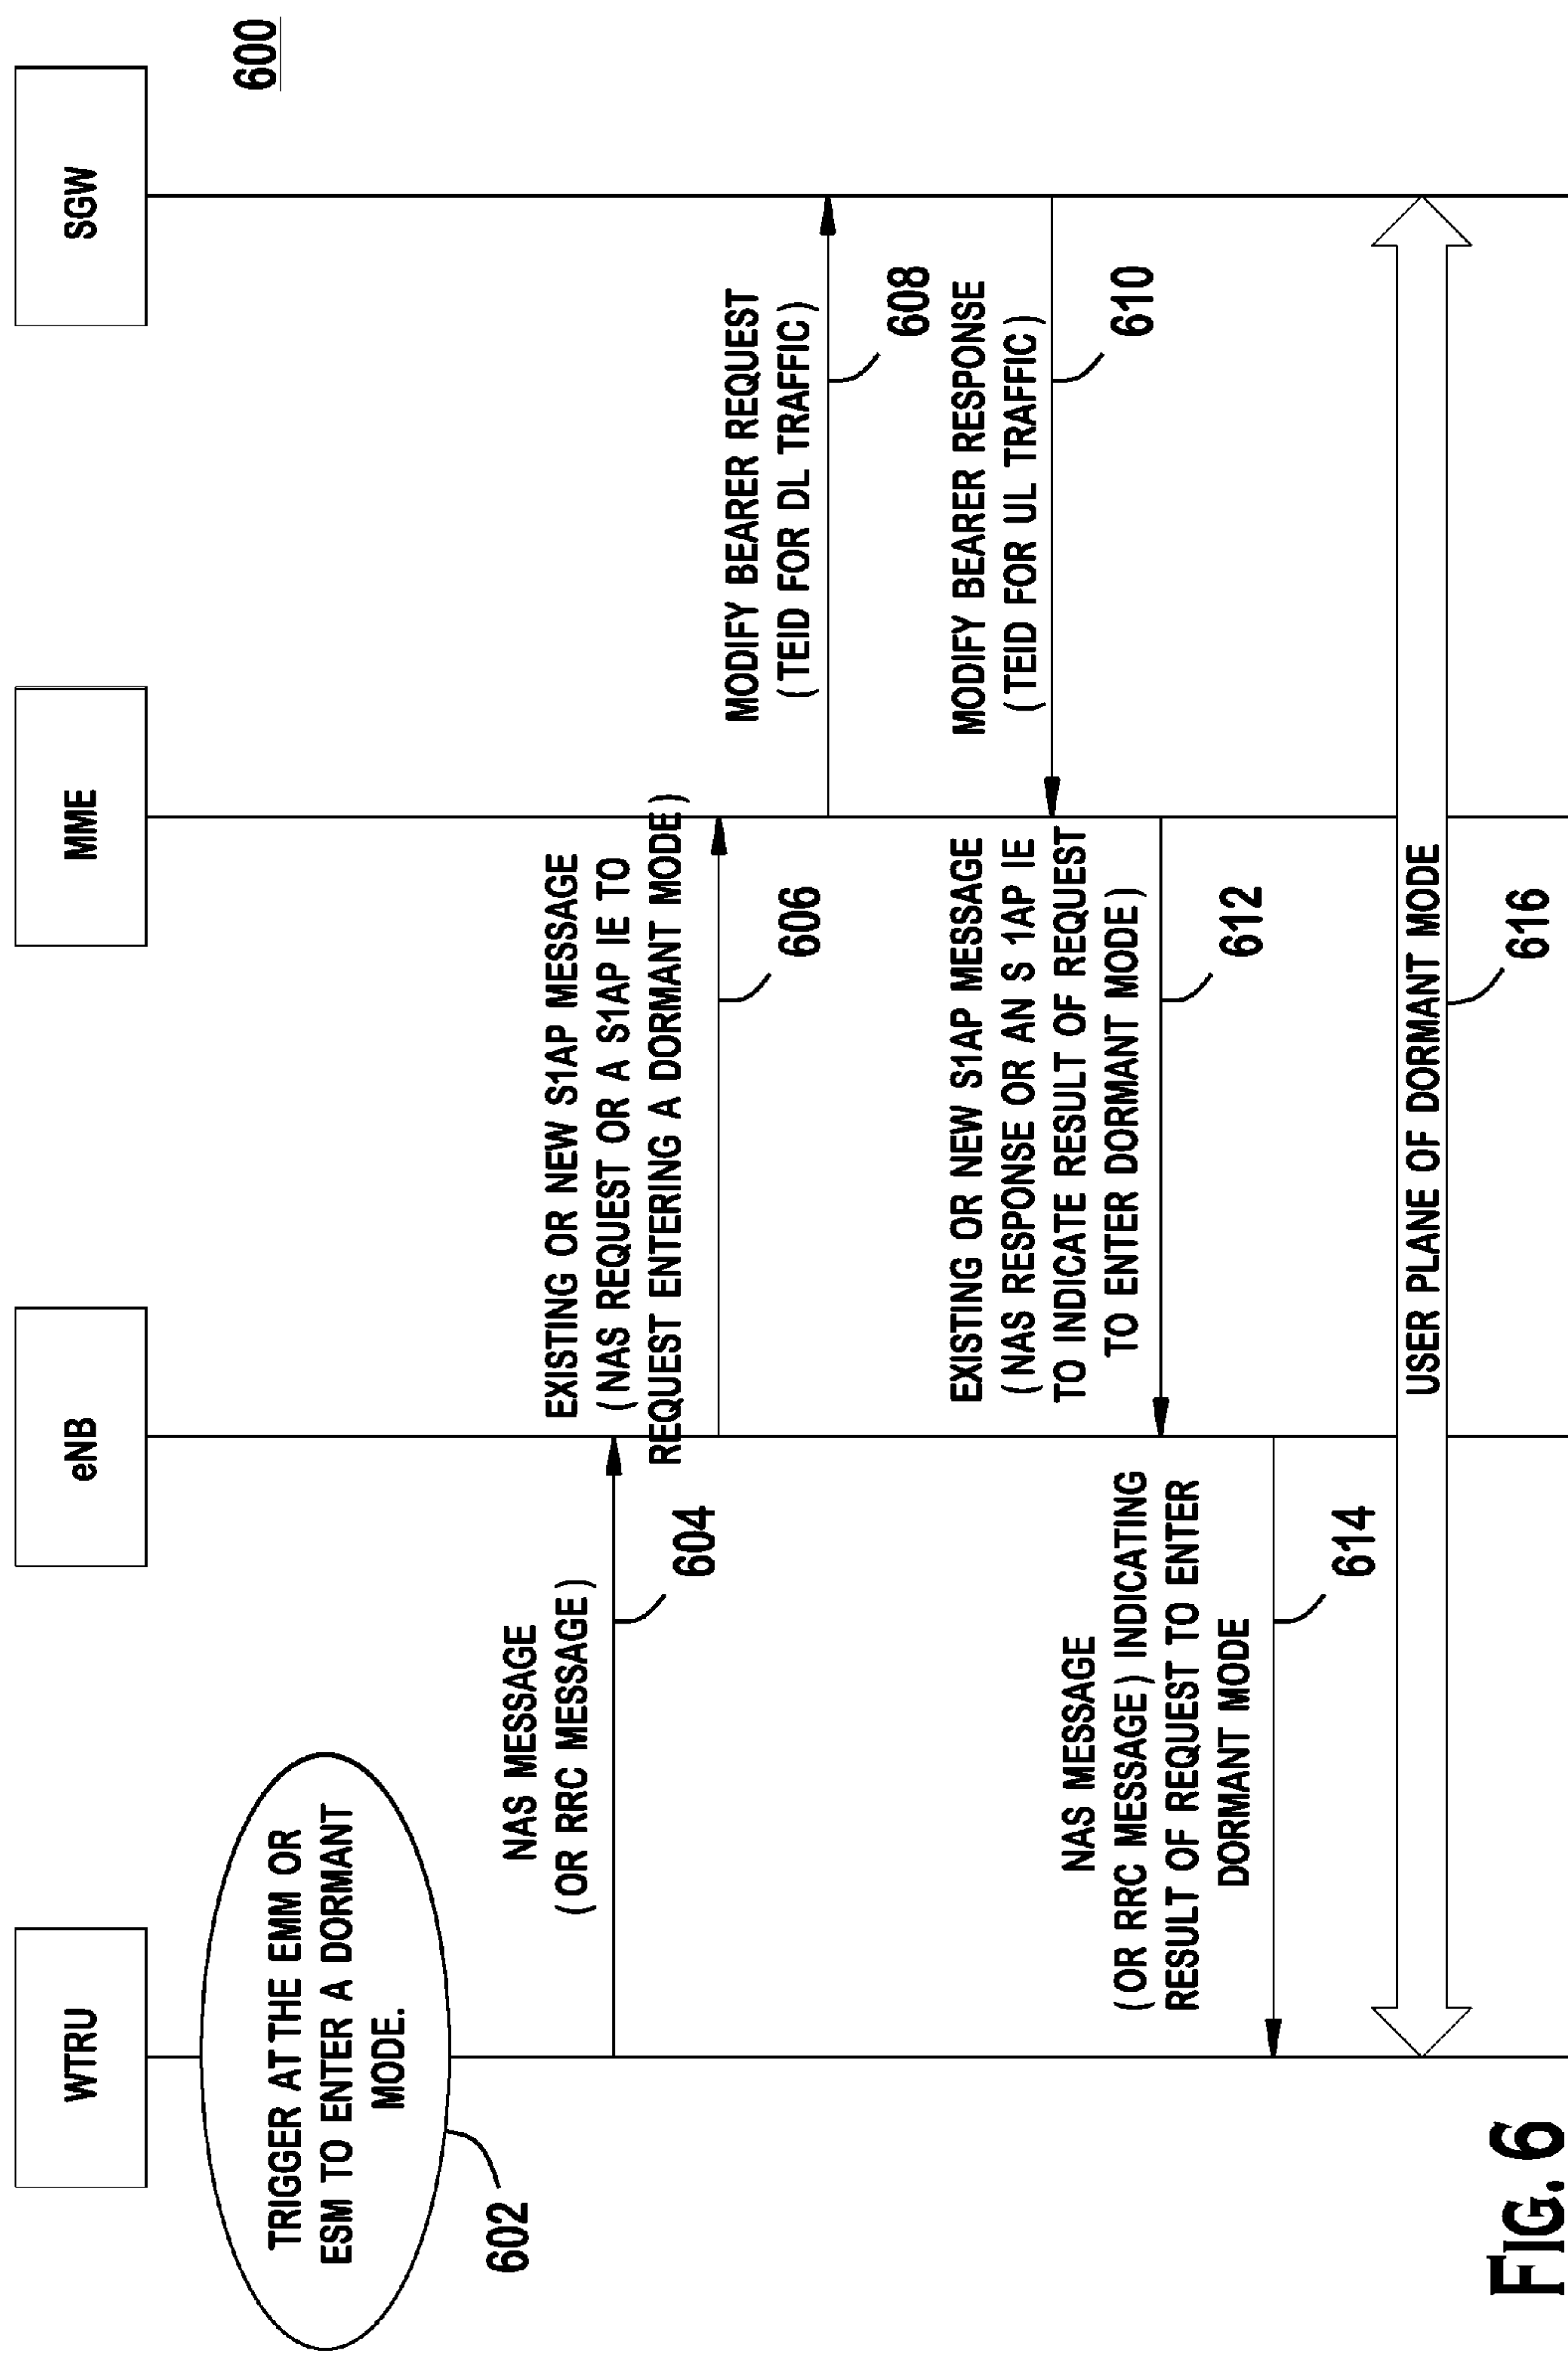 600
WTRU
eNB
MME
SGW
TRIGGER AT THE EMM OR
ESM TO ENTER A DORMANT
MODE.
602
NAS MESSAGE
(OR RRC MESSAGE)
604
EXISTING OR NEW S1AP MESSAGE
(NAS REQUEST OR A S1AP IE TO
REQUEST ENTERING A DORMANT MODE)
606
MODIFY BEARER REQUEST
(TEID FOR DL TRAFFIC)
608
MODIFY BEARER RESPONSE
(TEID FOR UL TRAFFIC)
610
EXISTING OR NEW S1AP MESSAGE
(NAS RESPONSE OR AN S 1AP IE
TO INDICATE RESULT OF REQUEST
TO ENTER DORMANT MODE)
612
NAS MESSAGE
(OR RRC MESSAGE) INDICATING
RESULT OF REQUEST TO ENTER
DORMANT MODE
614
USER PLANE OF DORMANT MODE
616
FIG. 6